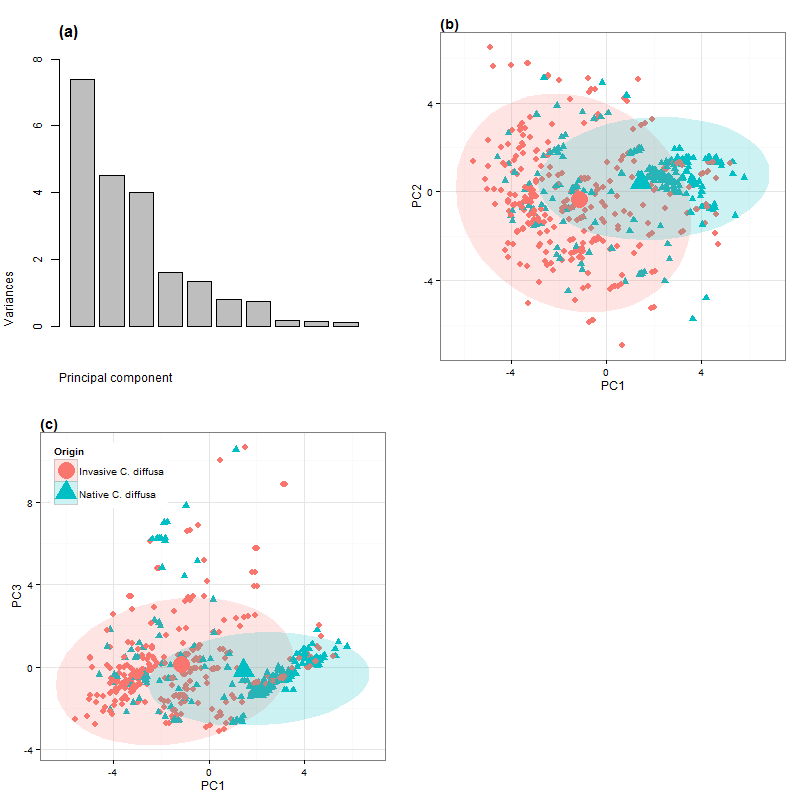 (a)
8
6
4
2
0
Variances
Principal component
(b)
4
0
-4
PC2
-4 0 4
PC1
(c)
Origin
Invasive C. diffusa
Native C. diffusa
8
4
0
-4
PC3
-4 0 4
PC1